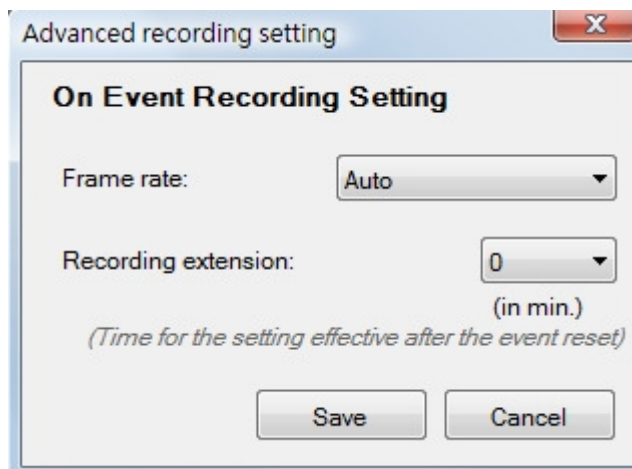 Advanced recording setting
On Event Recording Setting
Frame rate: Auto
Recording extension: 0
(in min.)
(Time for the setting effective after the event reset)
Save Cancel